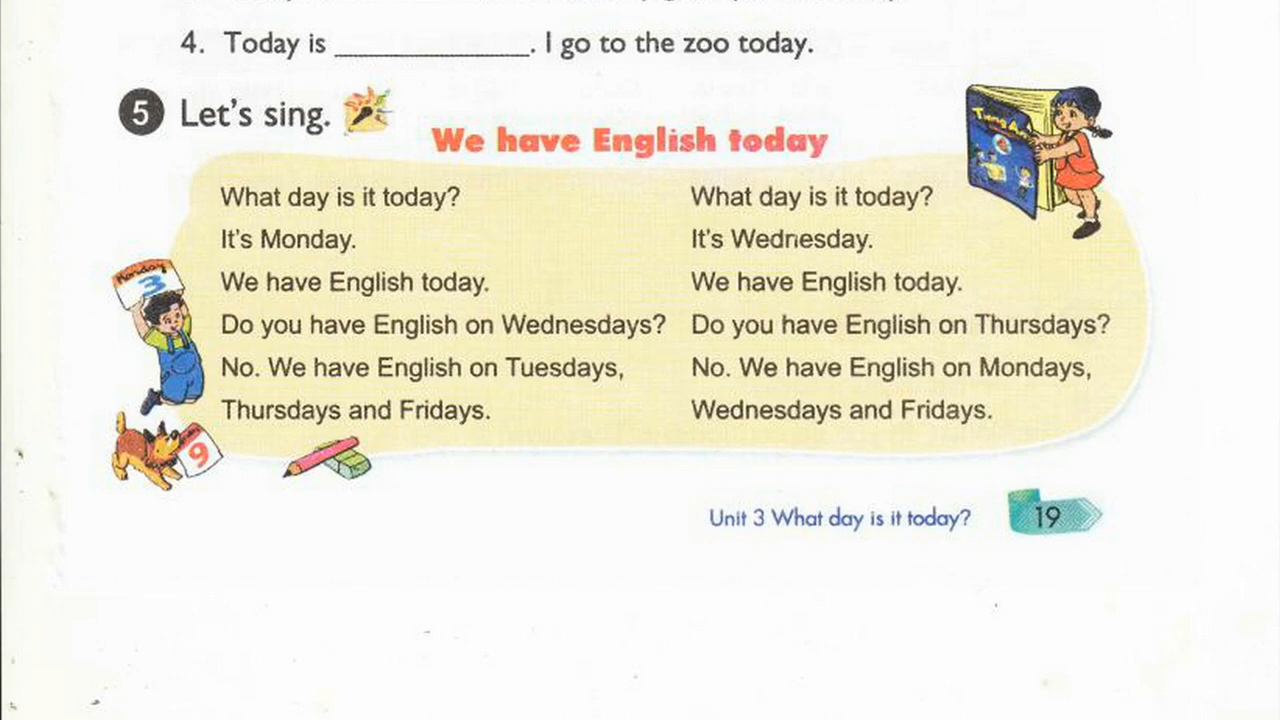 4. Today is ______________. I go to the zoo today.
5 Let's sing.
We have English today
What day is it today?
It's Monday.
We have English today.
Do you have English on Wednesdays?
No. We have English on Tuesdays,
Thursdays and Fridays.
What day is it today?
It's Wednesday.
We have English today.
Do you have English on Thursdays?
No. We have English on Mondays,
Wednesdays and Fridays.
Monday
3
9
Unit 3 What day is it today?
19